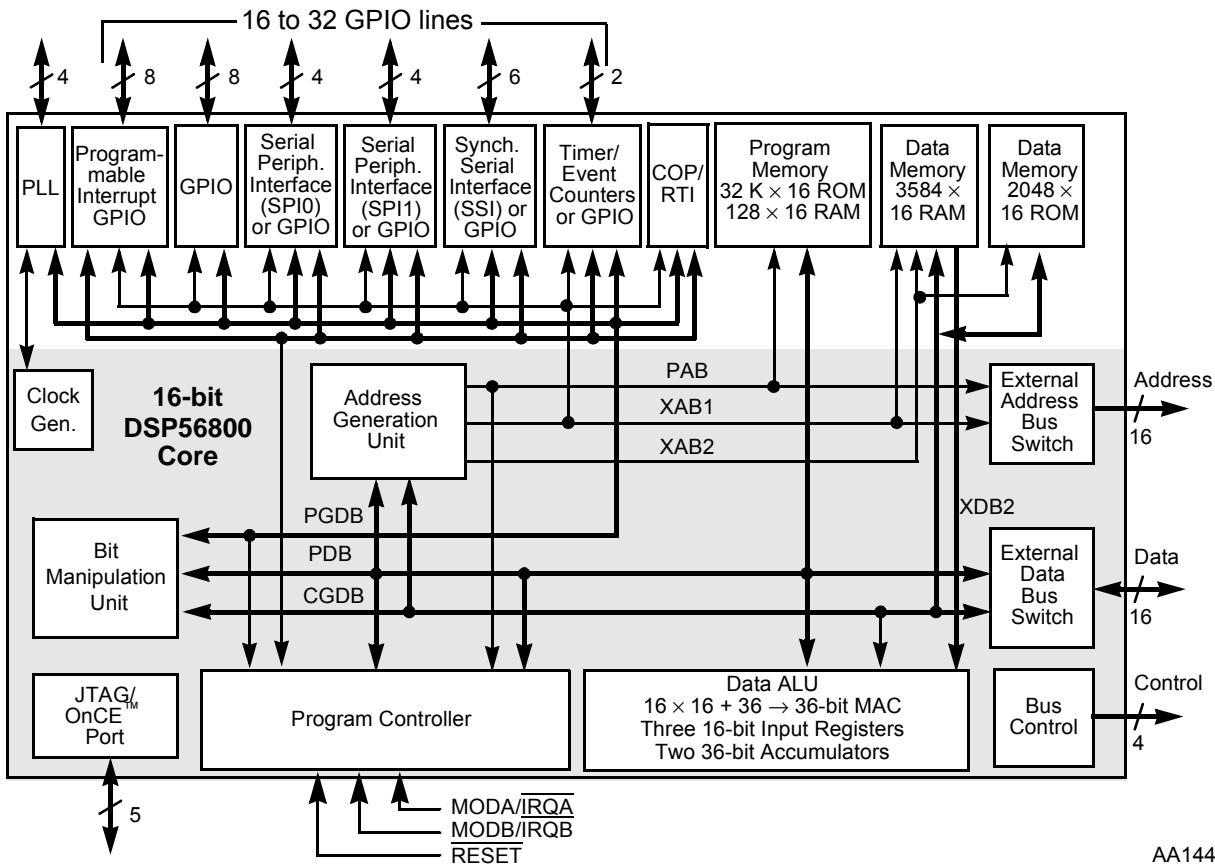 16 to 32 GPIO lines
4
8
8
4
4
6
2
PLL
Program-
mable
Interrupt
GPIO
GPIO
Serial
Periph.
Interface
(SPI0)
or GPIO
Serial
Periph.
Interface
(SPI1)
or GPIO
Synch.
Serial
Interface
(SSI) or
GPIO
Timer/
Event
Counters
or GPIO
COP/
RTI
Program
Memory
32 K × 16 ROM
128 × 16 RAM
Data
Memory
3584 ×
16 RAM
Data
Memory
2048 ×
16 ROM
Clock
Gen.
16-bit
DSP56800
Core
Address
Generation
Unit
PAB
XAB1
XAB2
External
Address
Bus
Switch
Address
16
PGDB
PDB
CGDB
XDB2
Bit
Manipulation
Unit
External
Data
Bus
Switch
Data
16
JTAG/
OnCE™
Port
5
Program Controller
Data ALU
16 × 16 + 36 → 36-bit MAC
Three 16-bit Input Registers
Two 36-bit Accumulators
Bus
Control
Control
4
MODA/IRQA
MODB/IRQB
RESET
AA144